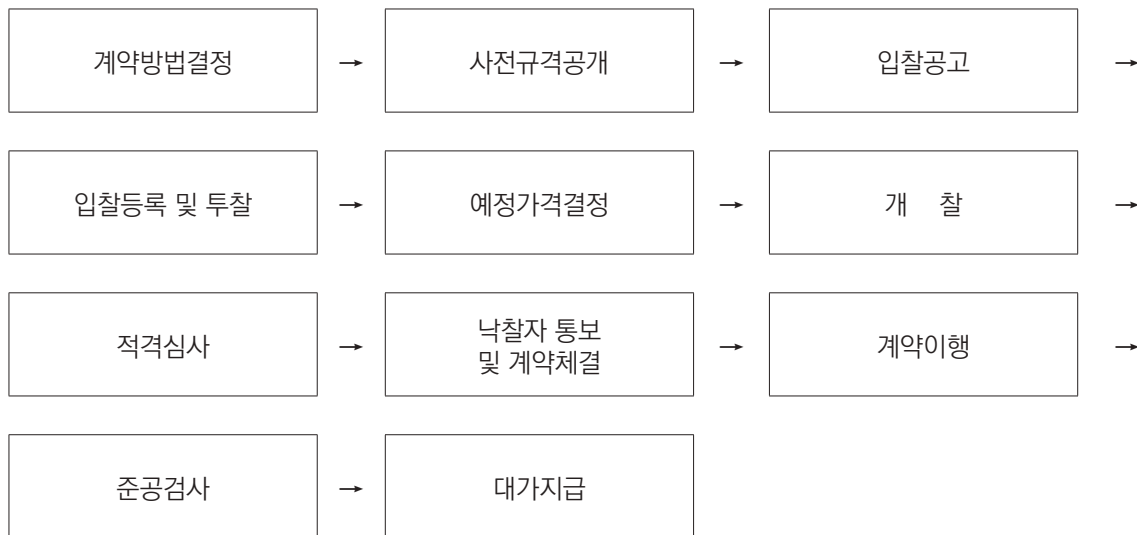 계약방법결정 → 사전규격공개 → 입찰공고 →
입찰등록 및 투찰 → 예정가격결정 → 개 찰 →
적격심사 → 낙찰자 통보
및 계약체결 → 계약이행 →
준공검사 → 대가지급